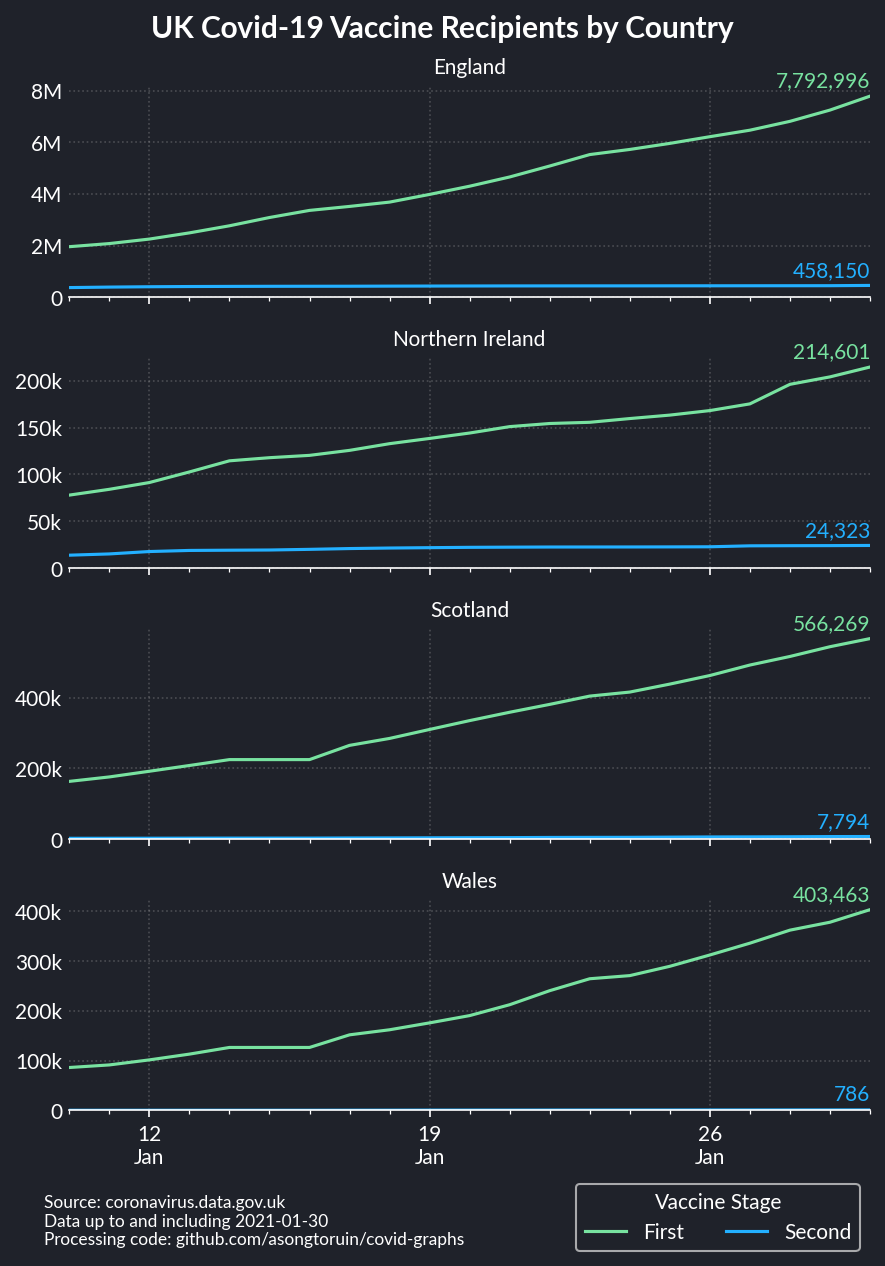 UK Covid-19 Vaccine Recipients by Country
England
7,792,996
8M
6M
4M
2M
458,150
0
Northern Ireland
214,601
200k
150k
100k
50k
24,323
0
Scotland
566,269
400k
200k
7,794
0
Wales
403,463
400k
300k
200k
100k
786
0
12 19 26
Jan Jan Jan
Source: coronavirus.data.gov.uk
Data up to and including 2021-01-30
Processing code: github.com/asongtoruin/covid-graphs
Vaccine Stage
First Second